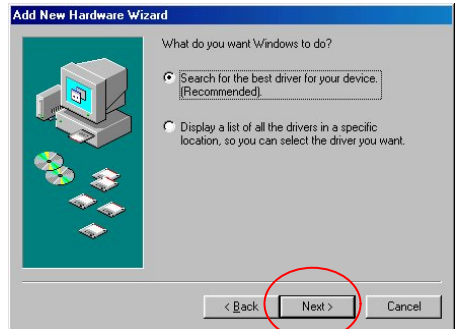 Add New Hardware Wizard
What do you want Windows to do?
Search for the best driver for your device.
(Recommended).
Display a list of all the drivers in a specific
location, so you can select the driver you want.
< Back
Next >
Cancel